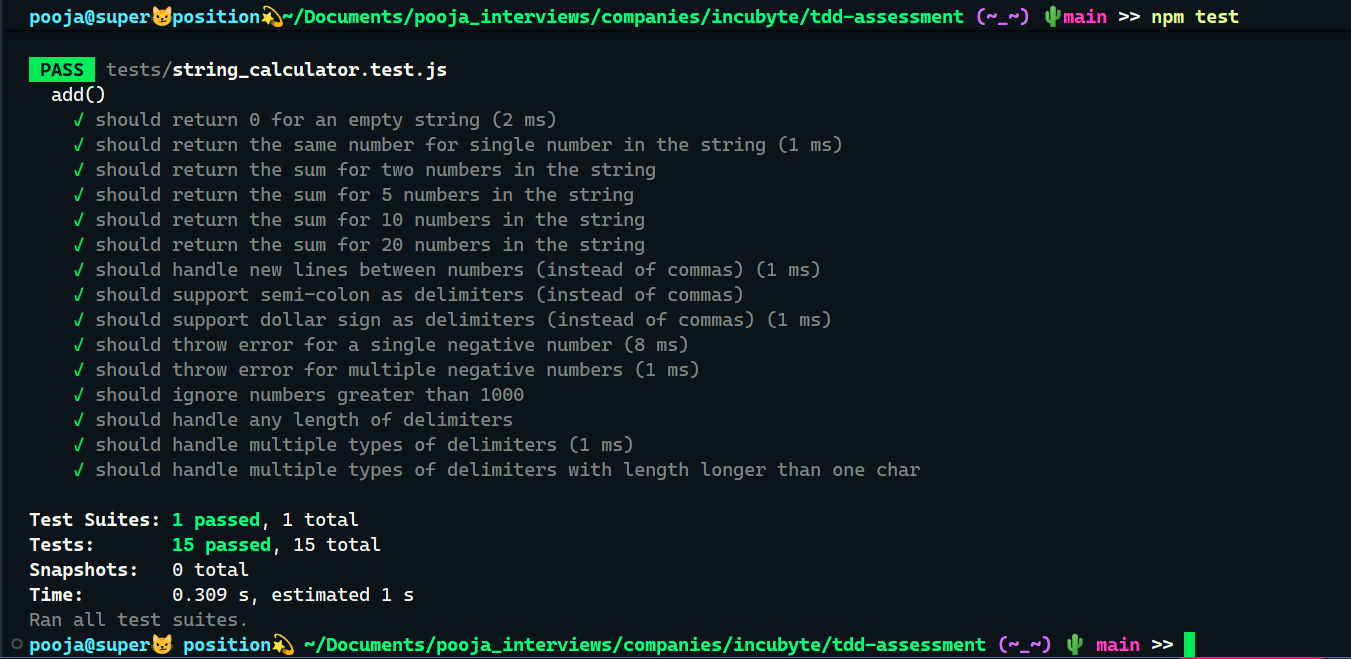 pooja@super😼position💫~/Documents/pooja_interviews/companies/incubyte/tdd-assessment (~_~) 🌵main >> npm test
PASS tests/string_calculator.test.js
add()
√ should return 0 for an empty string (2 ms)
√ should return the same number for single number in the string (1 ms)
√ should return the sum for two numbers in the string
√ should return the sum for 5 numbers in the string
√ should return the sum for 10 numbers in the string
√ should return the sum for 20 numbers in the string
√ should handle new lines between numbers (instead of commas) (1 ms)
√ should support semi-colon as delimiters (instead of commas)
√ should support dollar sign as delimiters (instead of commas) (1 ms)
√ should throw error for a single negative number (8 ms)
√ should throw error for multiple negative numbers (1 ms)
√ should ignore numbers greater than 1000
√ should handle any length of delimiters
√ should handle multiple types of delimiters (1 ms)
√ should handle multiple types of delimiters with length longer than one char
Test Suites: 1 passed, 1 total
Tests: 15 passed, 15 total
Snapshots: 0 total
Time: 0.309 s, estimated 1 s
Ran all test suites.
pooja@super😼 position💫 ~/Documents/pooja_interviews/companies/incubyte/tdd-assessment (~_~) 🌵 main >>